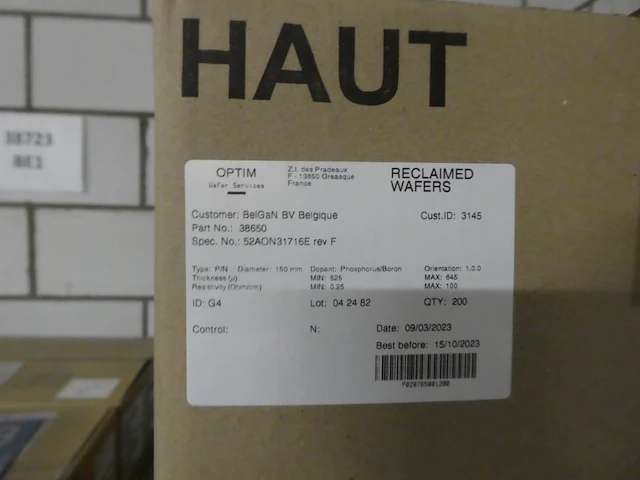 HAUT
38723
8E1
OPTIM
Wafer Services
Z.I. des Pradeaux
F - 13850 Greasque
France
RECLAIMED
WAFERS
Customer: BelGaN BV Belgique
Cust.ID: 3145
Part No.: 38650
Spec. No.: 52AON31716E rev F
Type: P/N Diameter: 150 mm Dopant: Phosphorus/Boron Orientation: 1.0.0
Thickness (µ) MIN: 525 MAX: 645
Resistivity (Ohm/cm) MIN: 0.25 MAX: 100
ID: G4 Lot: 04 24 82 QTY: 200
Control: N: Date: 09/03/2023
Best before: 15/10/2023